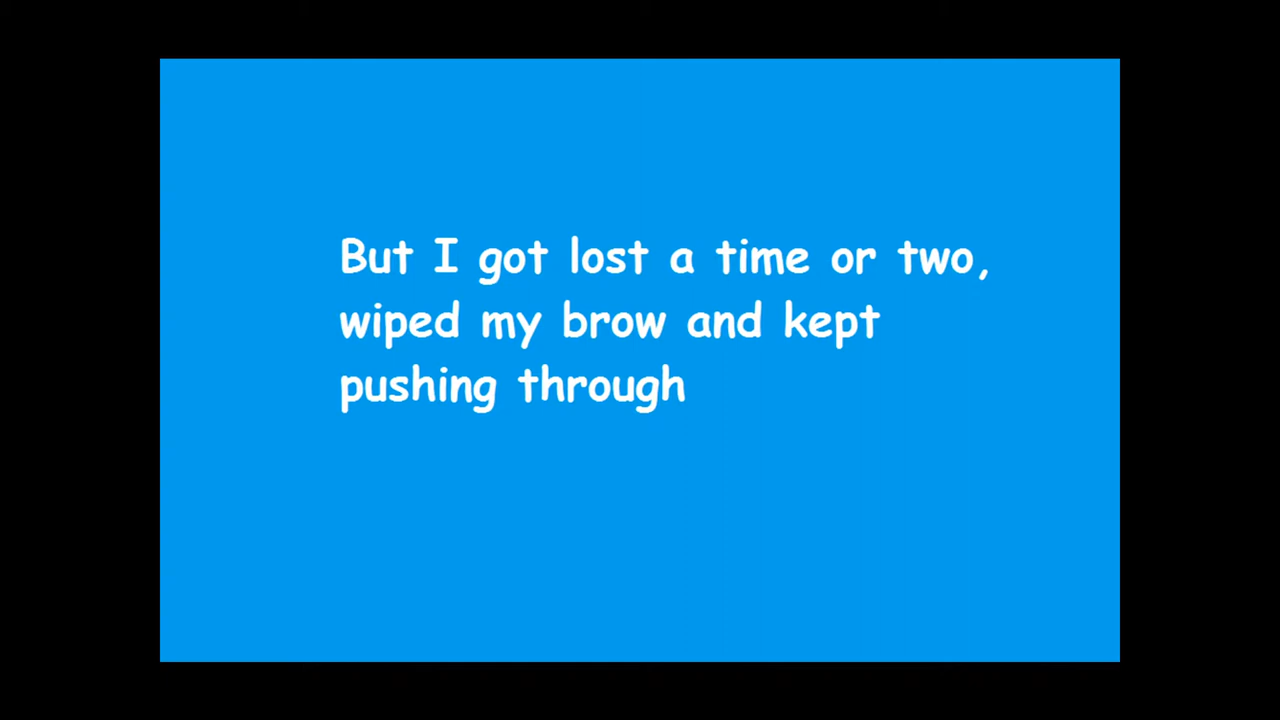 But I got lost a time or two,
wiped my brow and kept
pushing through